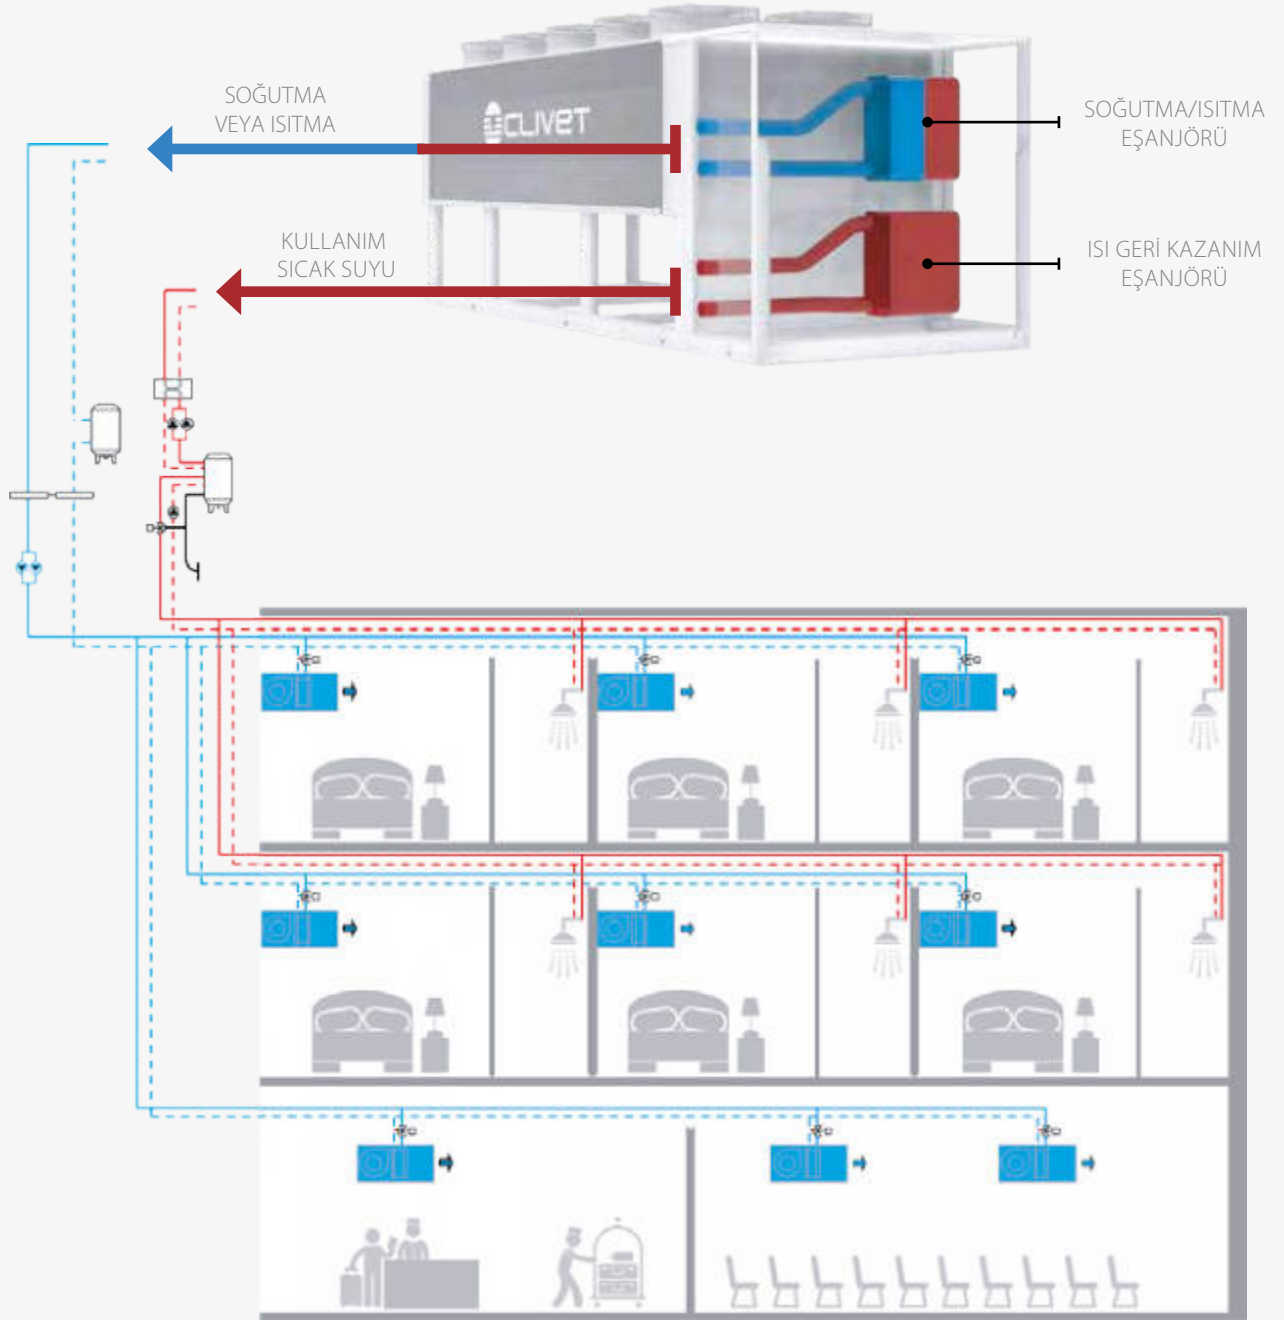 CLIVET
SOĞUTMA
VEYA ISITMA
SOĞUTMA/ISITMA
EŞANJÖRÜ
KULLANIM
SICAK SUYU
ISI GERİ KAZANIM
EŞANJÖRÜ